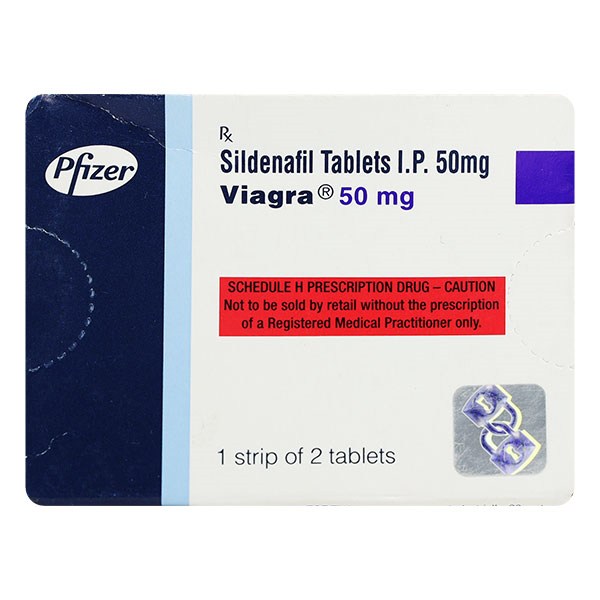 Pfizer
Rx
Sildenafil Tablets I.P. 50mg
Viagra® 50 mg
SCHEDULE H PRESCRIPTION DRUG – CAUTION
Not to be sold by retail without the prescription
of a Registered Medical Practitioner only.
1 strip of 2 tablets